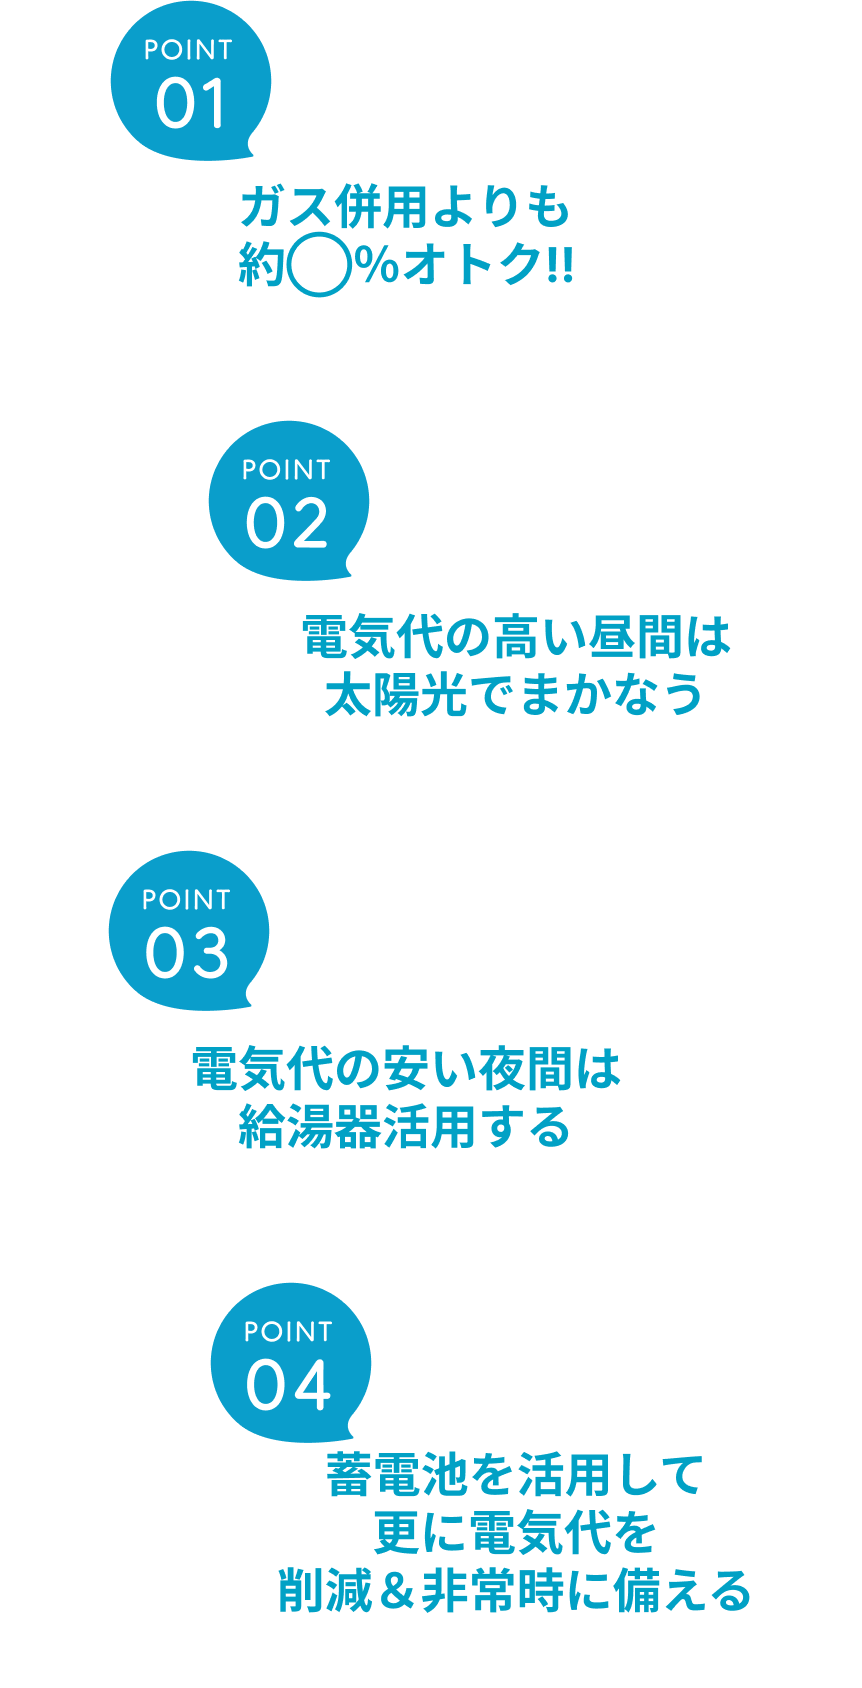 POINT
01
ガス併用よりも
約◯%オトク!!
POINT
02
電気代の高い昼間は
太陽光でまかなう
POINT
03
電気代の安い夜間は
給湯器活用する
POINT
04
蓄電池を活用して
更に電気代を
削減＆非常時に備える